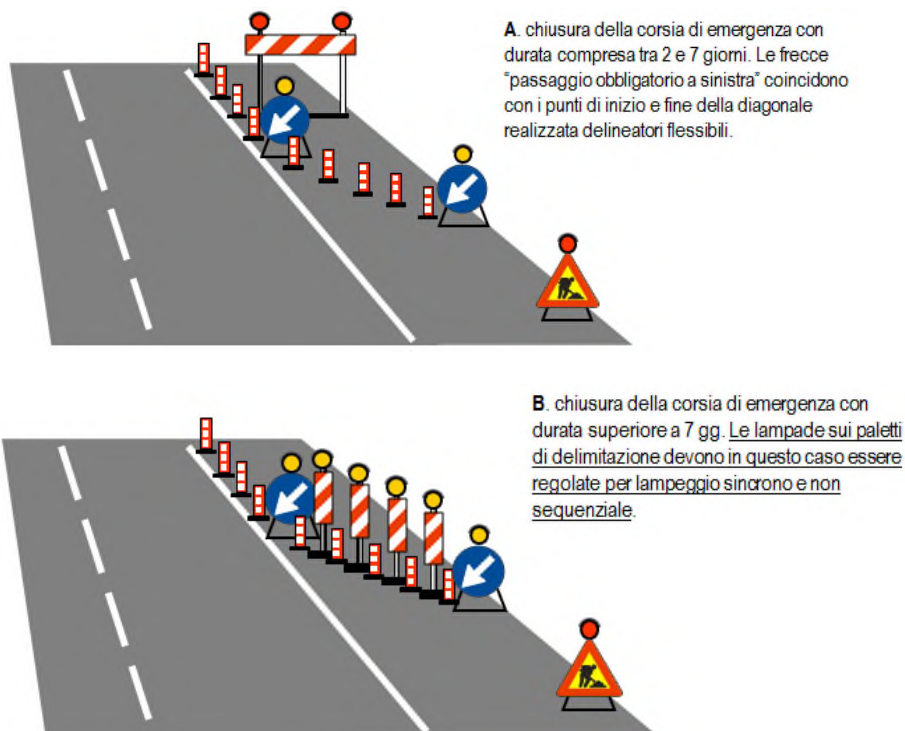 A. chiusura della corsia di emergenza con
durata compresa tra 2 e 7 giorni. Le frecce
“passaggio obbligatorio a sinistra” coincidono
con i punti di inizio e fine della diagonale
realizzata delineatori flessibili.
B. chiusura della corsia di emergenza con
durata superiore a 7 gg. Le lampade sui paletti
di delimitazione devono in questo caso essere
regolate per lampeggio sincrono e non
sequenziale.